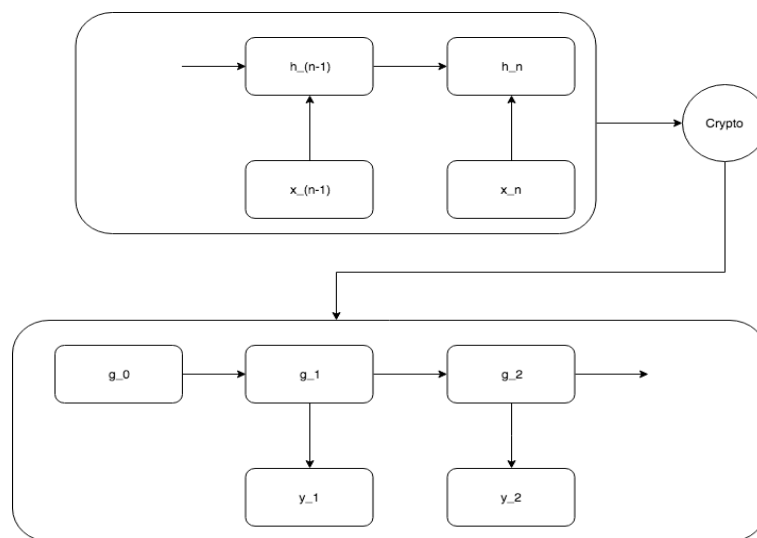 h_(n-1)
h_n
Crypto
x_(n-1)
x_n
g_0
g_1
g_2
y_1
y_2